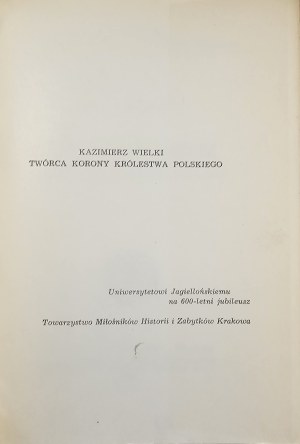 KAZIMIERZ WIELKI
TWÓRCA KORONY KRÓLESTWA POLSKIEGO
Uniwersytetowi Jagiellońskiemu
na 600-letni jubileusz
Towarzystwo Miłośników Historii i Zabytków Krakowa